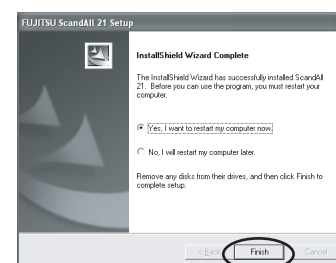 FUJITSU ScandAll 21 Setup
InstallShield Wizard Complete
The InstallShield Wizard has successfully installed ScandAll
21. Before you can use the program, you must restart your
computer.
Yes, I want to restart my computer now.
No, I will restart my computer later.
Remove any disks from their drives, and then click Finish to
complete setup.
< Back
Finish
Cancel